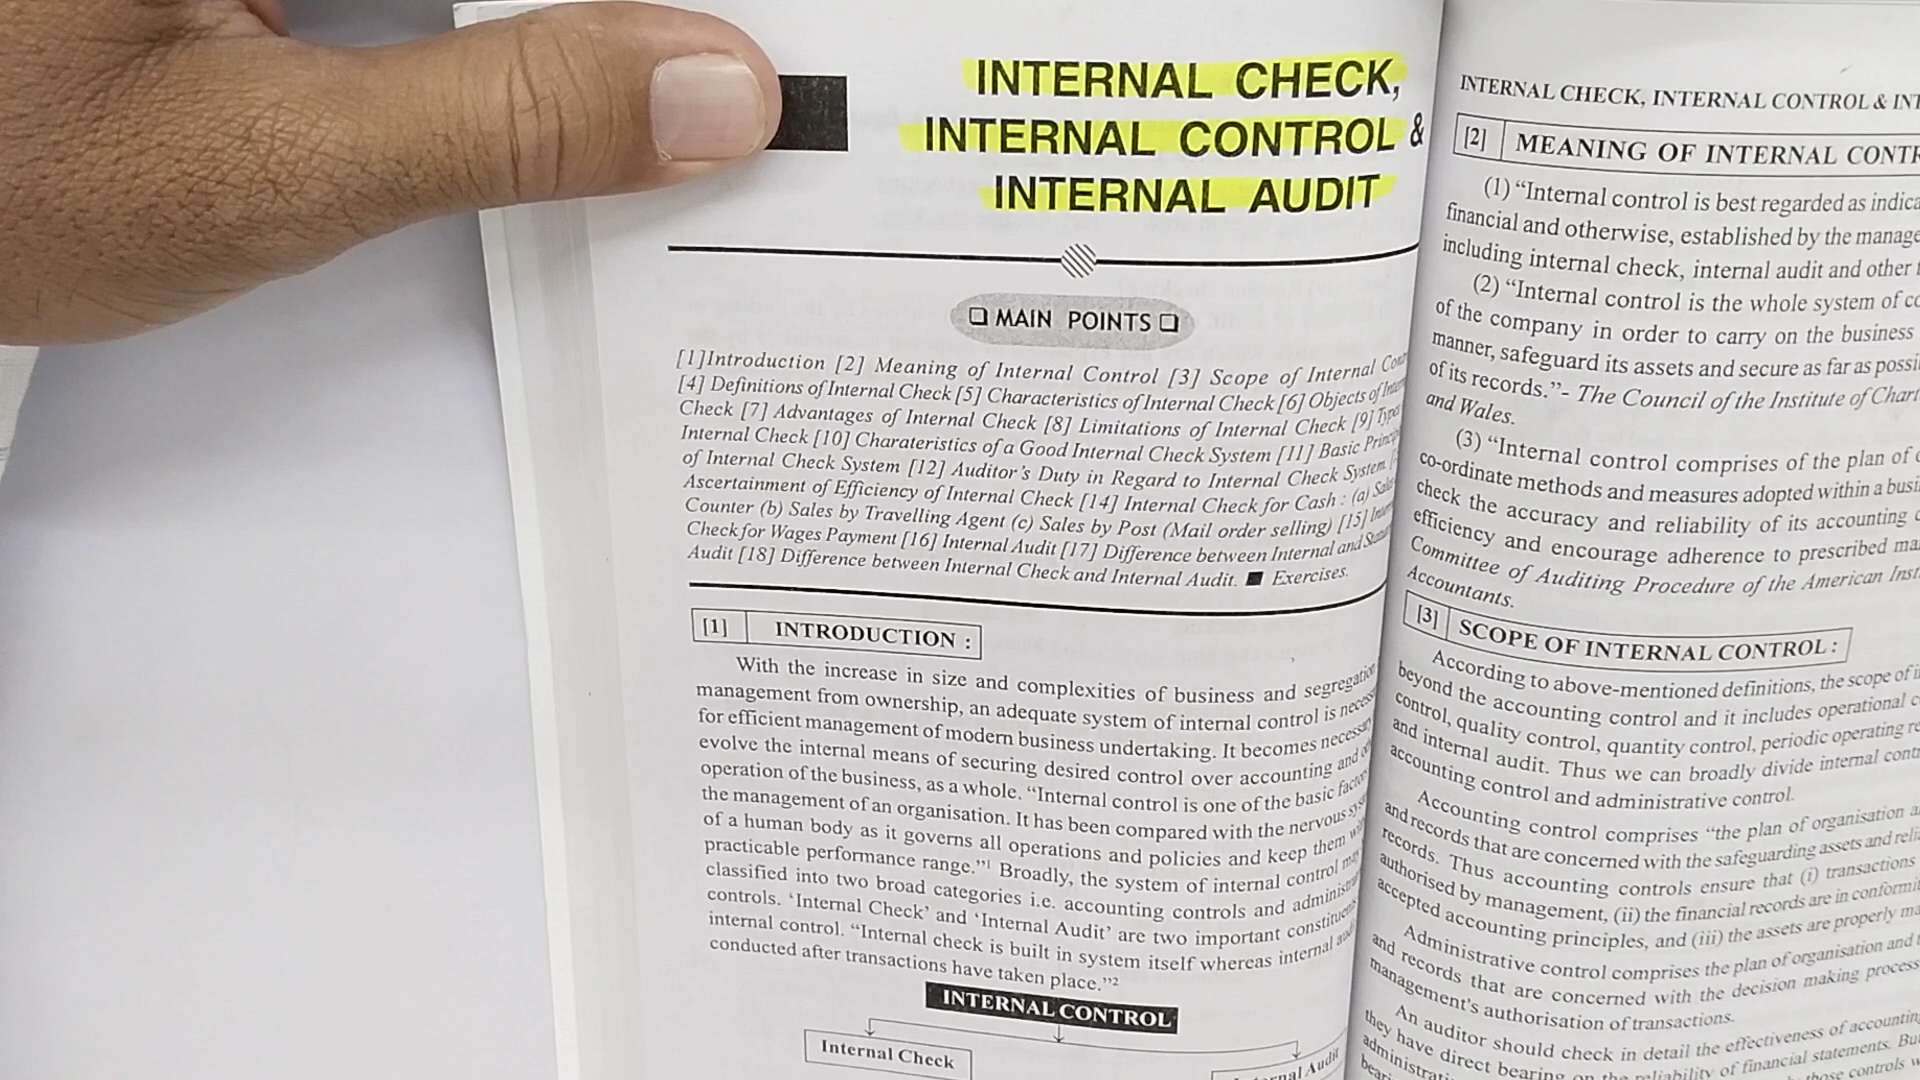 INTERNAL CHECK,
INTERNAL CONTROL &
INTERNAL AUDIT
❑ MAIN POINTS ❑
[1]Introduction [2] Meaning of Internal Control [3] Scope of Internal
[4] Definitions of Internal Check [5] Characteristics of Internal Check [6] Objects of
Check [7] Advantages of Internal Check [8] Limitations of Internal Check [9]
Internal Check [10] Charateristics of a Good Internal Check System [11] Basic
of Internal Check System [12] Auditor's Duty in Regard to Internal Check System.
Ascertainment of Efficiency of Internal Check [14] Internal Check for Cash : (a)
Counter (b) Sales by Travelling Agent (c) Sales by Post (Mail order selling) [15]
Check for Wages Payment [16] Internal Audit [17] Difference between Internal and
Audit [18] Difference between Internal Check and Internal Audit. ■ Exercises.
[1] INTRODUCTION :
With the increase in size and complexities of business and segregation
management from ownership, an adequate system of internal control is
for efficient management of modern business undertaking. It becomes
evolve the internal means of securing desired control over accounting and
operation of the business, as a whole. “Internal control is one of the basic
the management of an organisation. It has been compared with the nervous
of a human body as it governs all operations and policies and keep them
practicable performance range.”¹ Broadly, the system of internal control
classified into two broad categories i.e. accounting controls and
controls. ‘Internal Check’ and ‘Internal Audit’ are two important
internal control. “Internal check is built in system itself whereas internal
conducted after transactions have taken place.”²
INTERNAL CONTROL
Internal Check
Audit
INTERNAL CHECK, INTERNAL CONTROL &
[2] MEANING OF INTERNAL
(1) “Internal control is best regarded as
financial and otherwise, established by the
including internal check, internal audit and other
(2) “Internal control is the whole system of
of the company in order to carry on the business
manner, safeguard its assets and secure as far as
of its records.”- The Council of the Institute of
and Wales.
(3) “Internal control comprises of the plan of
co-ordinate methods and measures adopted within a
check the accuracy and reliability of its accounting
efficiency and encourage adherence to prescribed
Committee of Auditing Procedure of the American
Accountants.
[3] SCOPE OF INTERNAL CONTROL :
According to above-mentioned definitions, the scope of
beyond the accounting control and it includes operational
control, quality control, quantity control, periodic operating
and internal audit. Thus we can broadly divide internal
accounting control and administrative control.
Accounting control comprises “the plan of organisation
and records that are concerned with the safeguarding assets and
records. Thus accounting controls ensure that (i) transactions
authorised by management, (ii) the financial records are in
accepted accounting principles, and (iii) the assets are properly
Administrative control comprises the plan of organisation and
and records that are concerned with the decision making process
management's authorisation of transactions.
An auditor should check in detail the effectiveness of
they have direct bearing on the reliability of financial statements.
those controls